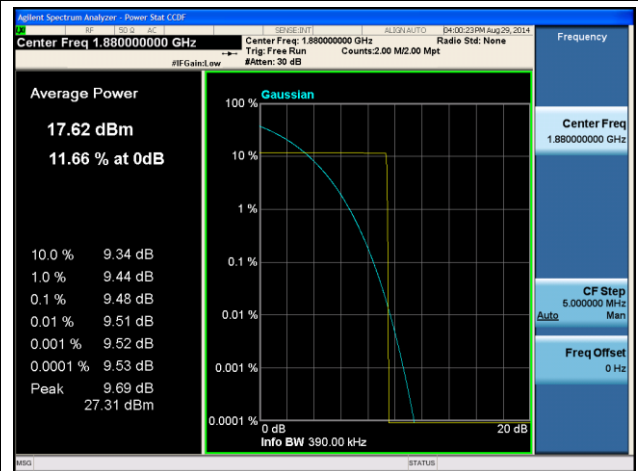 Agilent Spectrum Analyzer - Power Stat CCDF
RF 50 Ω AC SENSE:INT ALIGN AUTO 04:00:23 PM Aug 29, 2014
Center Freq 1.880000000 GHz
Center Freq: 1.880000000 GHz Radio Std: None
Trig: Free Run Counts:2.00 M/2.00 Mpt
#IFGain:Low #Atten: 30 dB
Frequency
Average Power
17.62 dBm
11.66 % at 0dB
10.0 % 9.34 dB
1.0 % 9.44 dB
0.1 % 9.48 dB
0.01 % 9.51 dB
0.001 % 9.52 dB
0.0001 % 9.53 dB
Peak 9.69 dB
27.31 dBm
Gaussian
100 %
10 %
1 %
0.1 %
0.01 %
0.001 %
0.0001 %
0 dB 20 dB
Info BW 390.00 kHz
Center Freq
1.880000000 GHz
CF Step
5.000000 MHz
Auto Man
Freq Offset
0 Hz
MSG STATUS